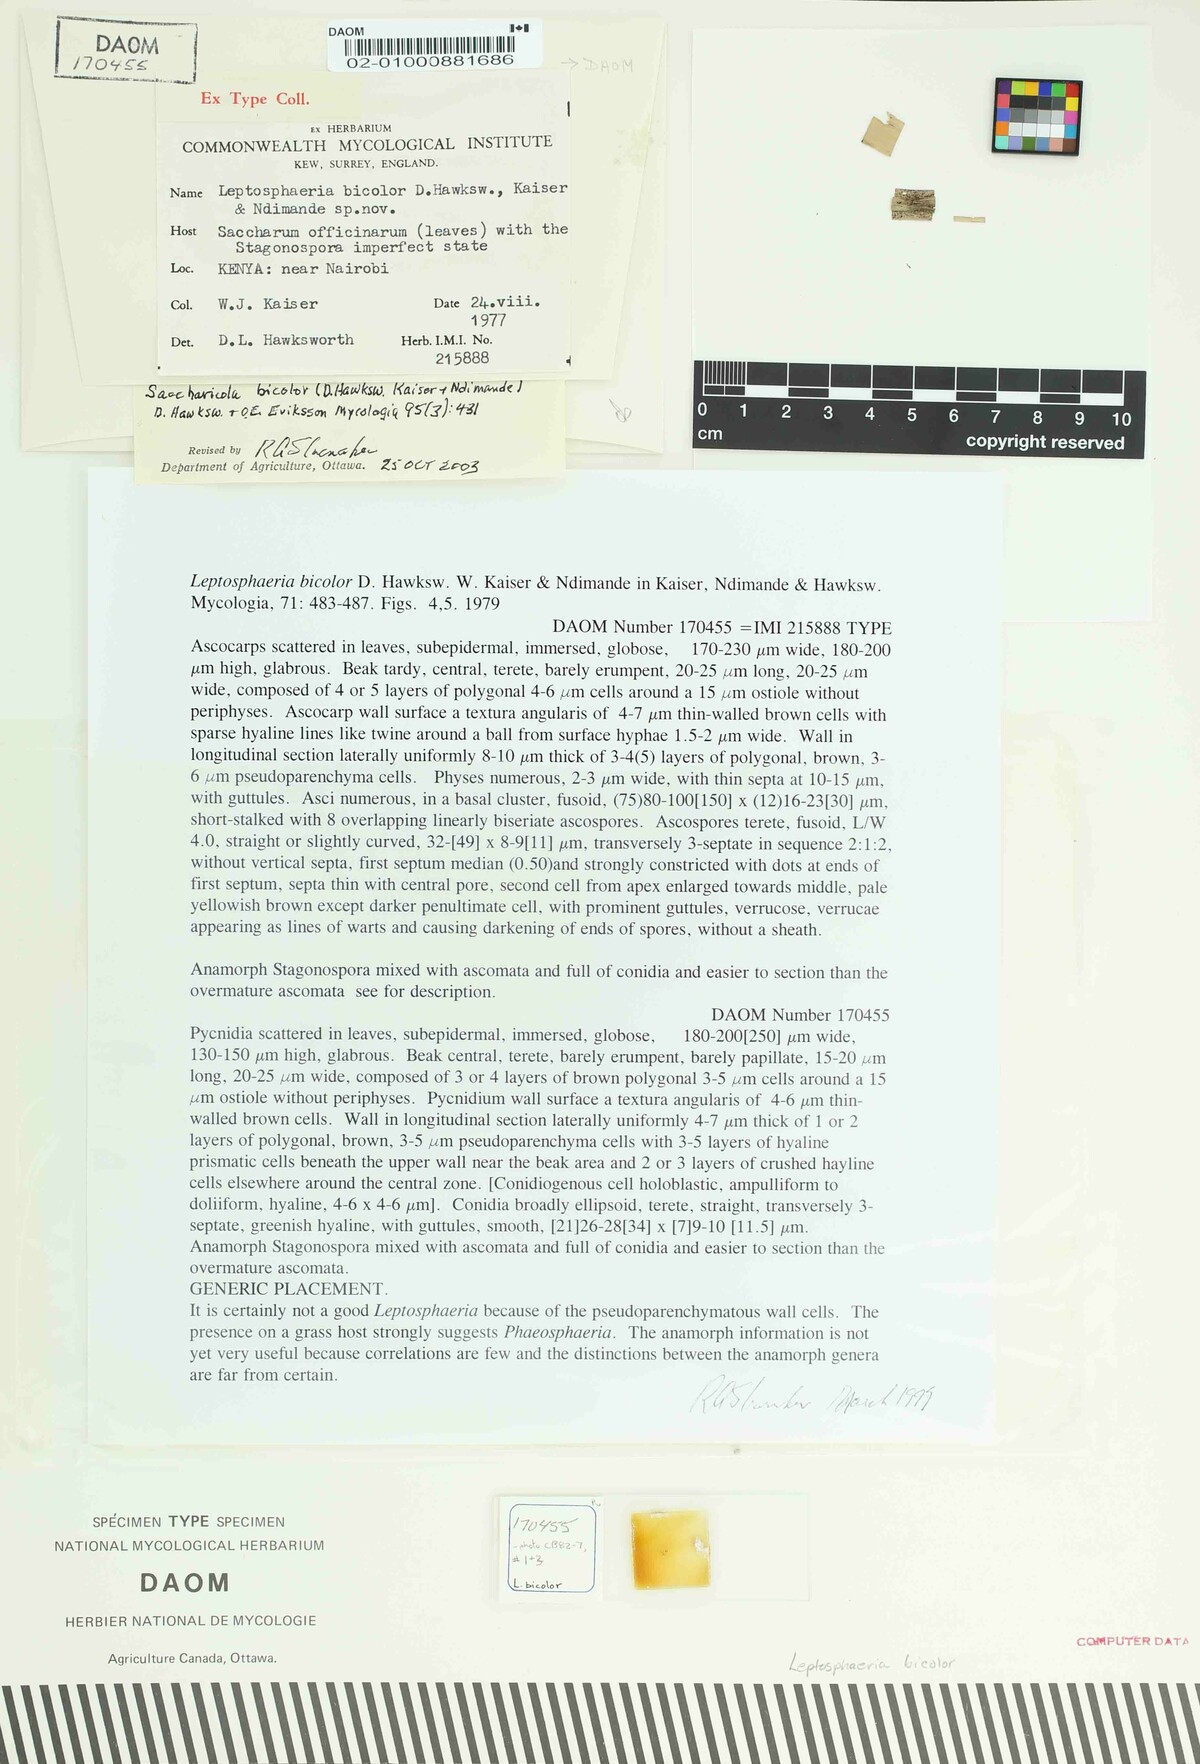 DAOM
170455
DAOM
02-01000881686
→ DAOM
Ex Type Coll.
EX HERBARIUM
COMMONWEALTH MYCOLOGICAL INSTITUTE
KEW, SURREY, ENGLAND.
Name Leptosphaeria bicolor D.Hawksw., Kaiser
& Ndimande sp.nov.
Host Saccharum officinarum (leaves) with the
Stagonospora imperfect state
Loc. KENYA: near Nairobi
Col. W.J. Kaiser Date 24.viii.
1977
Det. D.L. Hawksworth Herb. I.M.I. No.
215888
Saccharicola bicolor (D.Hawksw. Kaiser + Ndimande)
D. Hawksw. + O.E. Eriksson Mycologia 95(3):431
Revised by RAShoemaker
Department of Agriculture, Ottawa. 25 OCT 2003
0 1 2 3 4 5 6 7 8 9 10
cm copyright reserved
Leptosphaeria bicolor D. Hawksw. W. Kaiser & Ndimande in Kaiser, Ndimande & Hawksw.
Mycologia, 71: 483-487. Figs. 4,5. 1979
DAOM Number 170455 =IMI 215888 TYPE
Ascocarps scattered in leaves, subepidermal, immersed, globose, 170-230 μm wide, 180-200
μm high, glabrous. Beak tardy, central, terete, barely erumpent, 20-25 μm long, 20-25 μm
wide, composed of 4 or 5 layers of polygonal 4-6 μm cells around a 15 μm ostiole without
periphyses. Ascocarp wall surface a textura angularis of 4-7 μm thin-walled brown cells with
sparse hyaline lines like twine around a ball from surface hyphae 1.5-2 μm wide. Wall in
longitudinal section laterally uniformly 8-10 μm thick of 3-4(5) layers of polygonal, brown, 3-
6 μm pseudoparenchyma cells. Physes numerous, 2-3 μm wide, with thin septa at 10-15 μm,
with guttules. Asci numerous, in a basal cluster, fusoid, (75)80-100[150] x (12)16-23[30] μm,
short-stalked with 8 overlapping linearly biseriate ascospores. Ascospores terete, fusoid, L/W
4.0, straight or slightly curved, 32-[49] x 8-9[11] μm, transversely 3-septate in sequence 2:1:2,
without vertical septa, first septum median (0.50)and strongly constricted with dots at ends of
first septum, septa thin with central pore, second cell from apex enlarged towards middle, pale
yellowish brown except darker penultimate cell, with prominent guttules, verrucose, verrucae
appearing as lines of warts and causing darkening of ends of spores, without a sheath.
Anamorph Stagonospora mixed with ascomata and full of conidia and easier to section than the
overmature ascomata see for description.
DAOM Number 170455
Pycnidia scattered in leaves, subepidermal, immersed, globose, 180-200[250] μm wide,
130-150 μm high, glabrous. Beak central, terete, barely erumpent, barely papillate, 15-20 μm
long, 20-25 μm wide, composed of 3 or 4 layers of brown polygonal 3-5 μm cells around a 15
μm ostiole without periphyses. Pycnidium wall surface a textura angularis of 4-6 μm thin-
walled brown cells. Wall in longitudinal section laterally uniformly 4-7 μm thick of 1 or 2
layers of polygonal, brown, 3-5 μm pseudoparenchyma cells with 3-5 layers of hyaline
prismatic cells beneath the upper wall near the beak area and 2 or 3 layers of crushed hayline
cells elsewhere around the central zone. [Conidiogenous cell holoblastic, ampulliform to
doliiform, hyaline, 4-6 x 4-6 μm]. Conidia broadly ellipsoid, terete, straight, transversely 3-
septate, greenish hyaline, with guttules, smooth, [21]26-28[34] x [7]9-10 [11.5] μm.
Anamorph Stagonospora mixed with ascomata and full of conidia and easier to section than the
overmature ascomata.
GENERIC PLACEMENT.
It is certainly not a good Leptosphaeria because of the pseudoparenchymatous wall cells. The
presence on a grass host strongly suggests Phaeosphaeria. The anamorph information is not
yet very useful because correlations are few and the distinctions between the anamorph genera
are far from certain.
RAShoemaker March 1999
SPÉCIMEN TYPE SPECIMEN
NATIONAL MYCOLOGICAL HERBARIUM
DAOM
HERBIER NATIONAL DE MYCOLOGIE
Agriculture Canada, Ottawa.
170455
photo CB82-7,
# 1+3
L. bicolor
COMPUTER DATA
Leptosphaeria bicolor